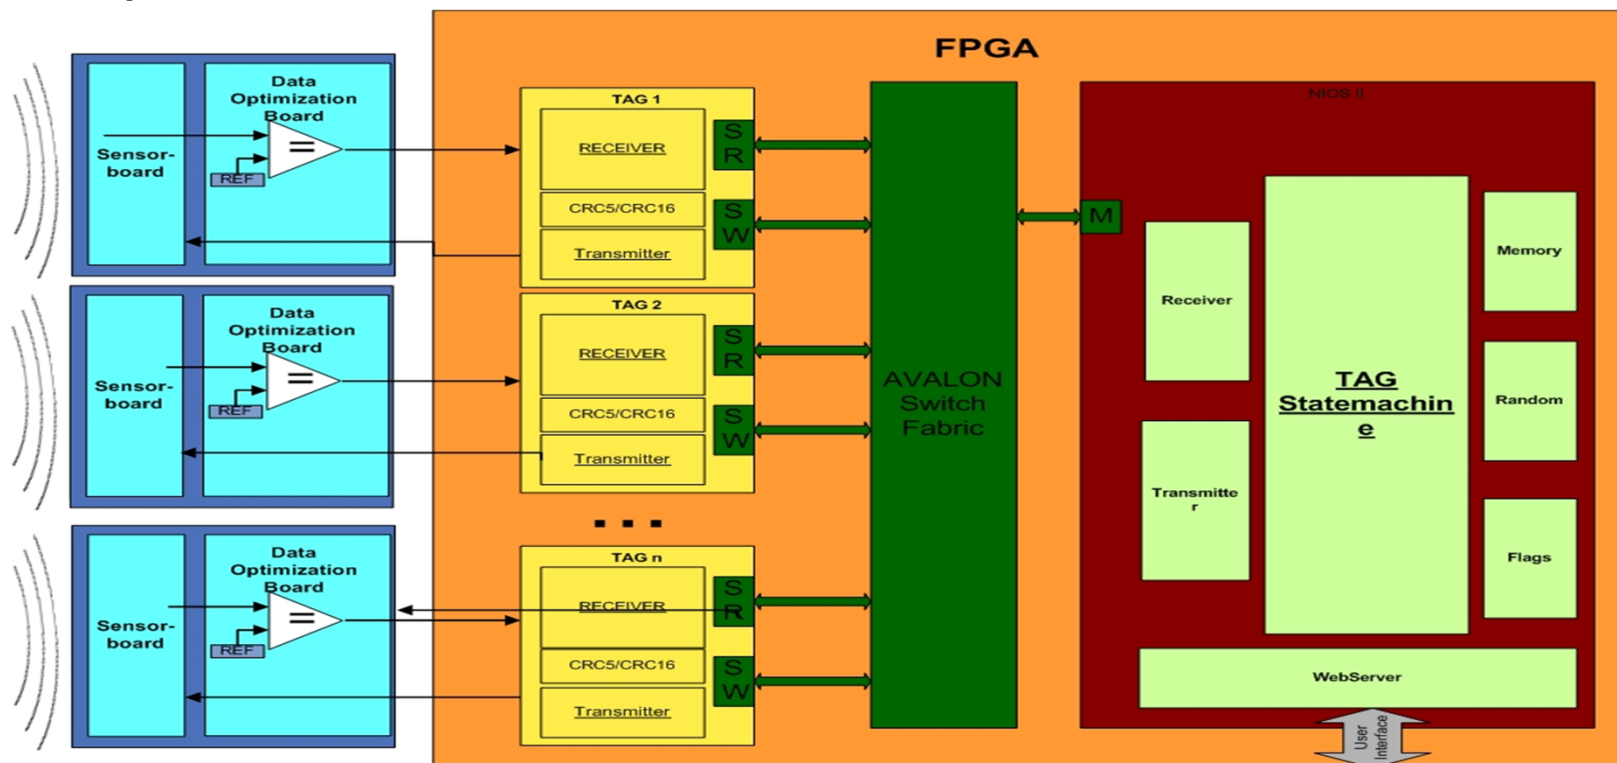 FPGA
Data
Optimization
Board
Sensor-
board
REF
=
TAG 1
RECEIVER
CRC5/CRC16
Transmitter
S
R
S
W
Data
Optimization
Board
Sensor-
board
REF
=
TAG 2
RECEIVER
CRC5/CRC16
Transmitter
S
R
S
W
...
Data
Optimization
Board
Sensor-
board
REF
=
TAG n
RECEIVER
CRC5/CRC16
Transmitter
S
R
S
W
AVALON
Switch
Fabric
NIOS II
M
Receiver
Transmitte
r
TAG
Statemachin
e
Memory
Random
Flags
WebServer
User
Interface